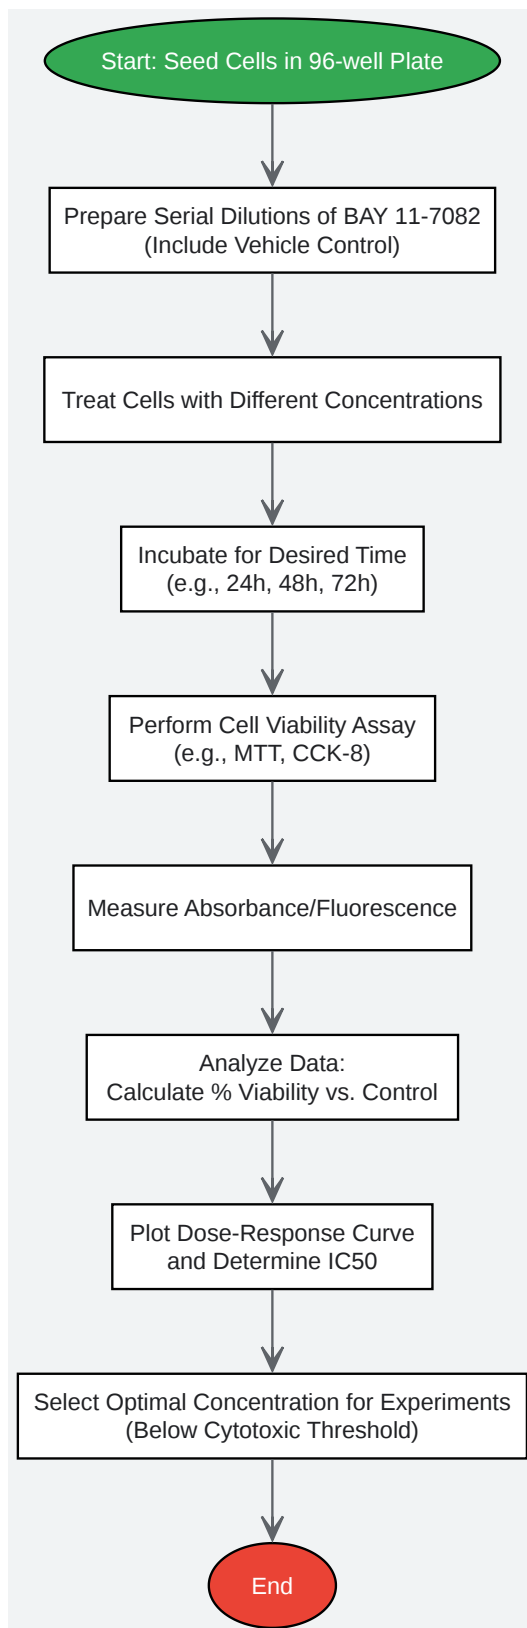 Start: Seed Cells in 96-well Plate
Prepare Serial Dilutions of BAY 11-7082
(Include Vehicle Control)
Treat Cells with Different Concentrations
Incubate for Desired Time
(e.g., 24h, 48h, 72h)
Perform Cell Viability Assay
(e.g., MTT, CCK-8)
Measure Absorbance/Fluorescence
Analyze Data:
Calculate % Viability vs. Control
Plot Dose-Response Curve
and Determine IC50
Select Optimal Concentration for Experiments
(Below Cytotoxic Threshold)
End